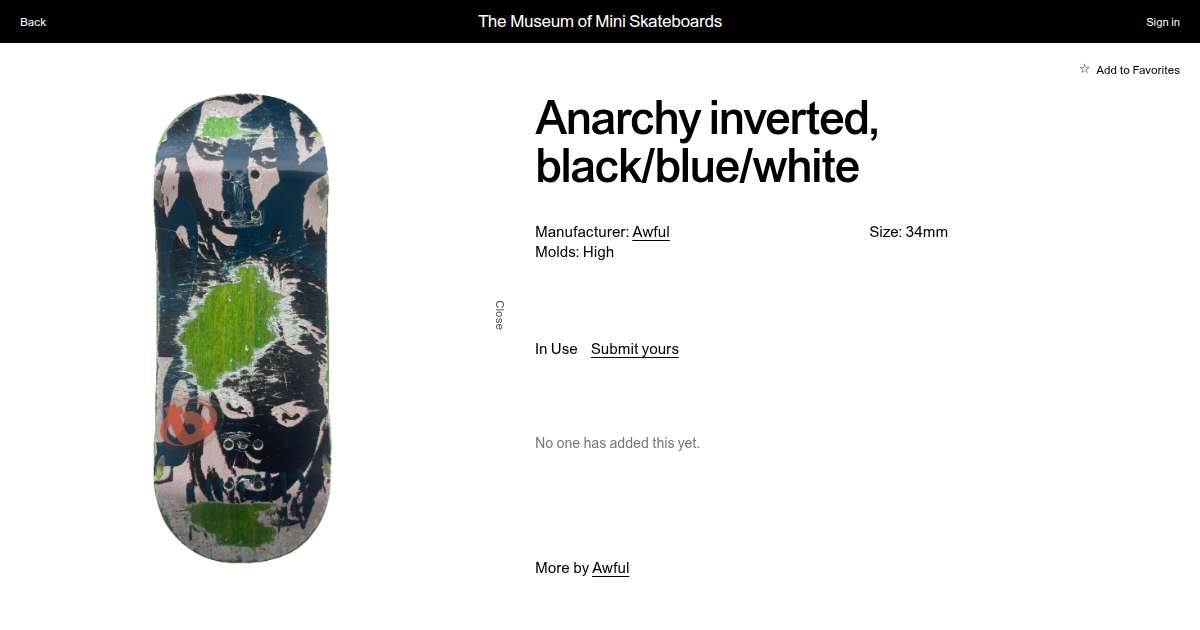 Back
The Museum of Mini Skateboards
Sign in
☆ Add to Favorites
Anarchy inverted,
black/blue/white
Manufacturer: Awful
Size: 34mm
Molds: High
Close
In Use Submit yours
No one has added this yet.
More by Awful